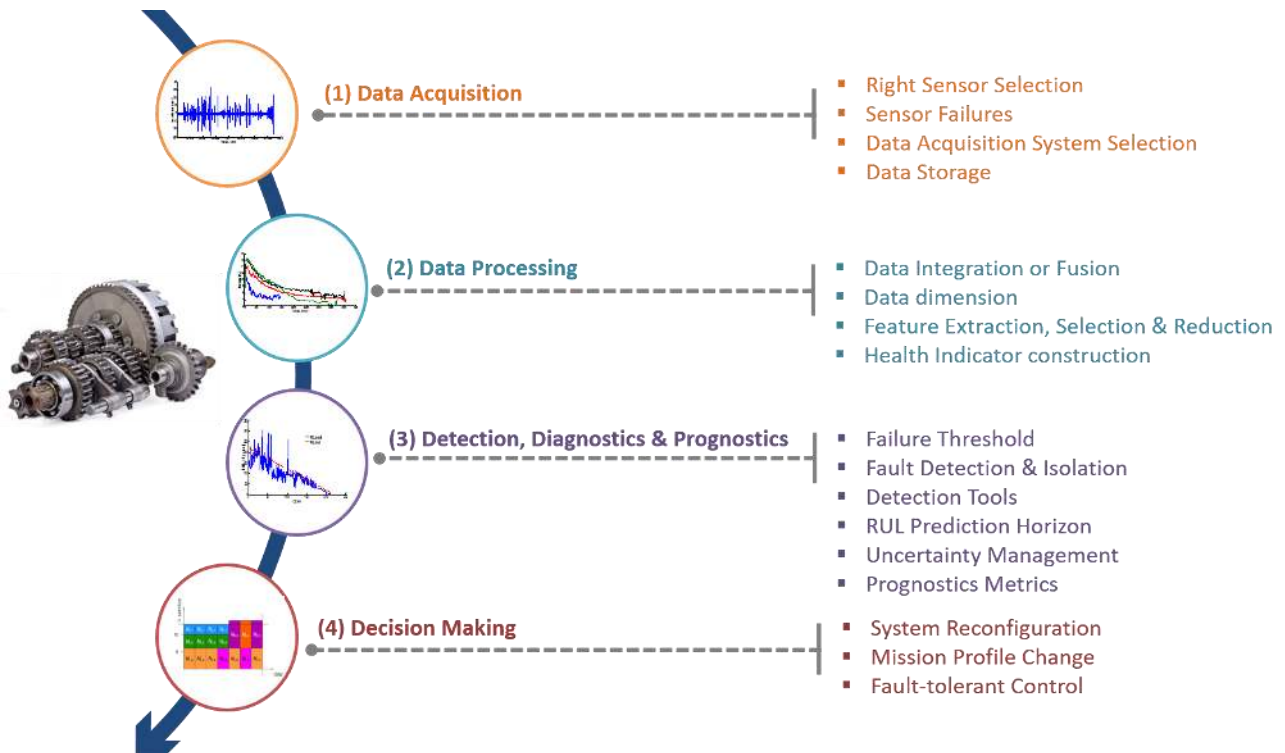 (1) Data Acquisition
Right Sensor Selection
Sensor Failures
Data Acquisition System Selection
Data Storage
(2) Data Processing
Data Integration or Fusion
Data dimension
Feature Extraction, Selection & Reduction
Health Indicator construction
(3) Detection, Diagnostics & Prognostics
Failure Threshold
Fault Detection & Isolation
Detection Tools
RUL Prediction Horizon
Uncertainty Management
Prognostics Metrics
(4) Decision Making
System Reconfiguration
Mission Profile Change
Fault-tolerant Control